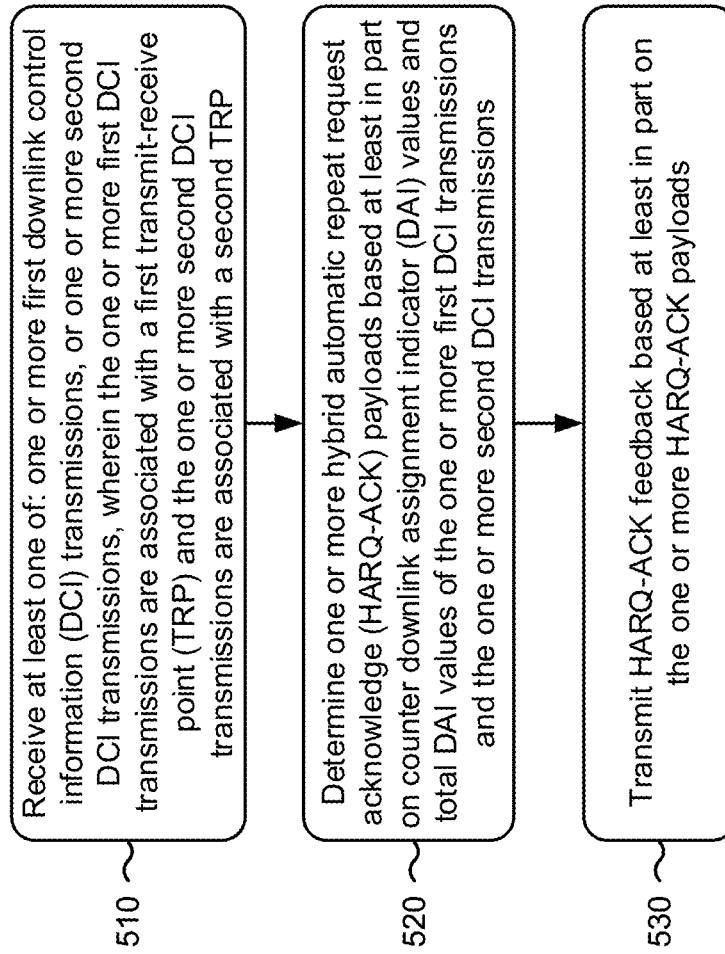 510
Receive at least one of: one or more first downlink control
information (DCI) transmissions, or one or more second
DCI transmissions, wherein the one or more first DCI
transmissions are associated with a first transmit-receive
point (TRP) and the one or more second DCI
transmissions are associated with a second TRP
520
Determine one or more hybrid automatic repeat request
acknowledge (HARQ-ACK) payloads based at least in part
on counter downlink assignment indicator (DAI) values and
total DAI values of the one or more first DCI transmissions
and the one or more second DCI transmissions
530
Transmit HARQ-ACK feedback based at least in part on
the one or more HARQ-ACK payloads